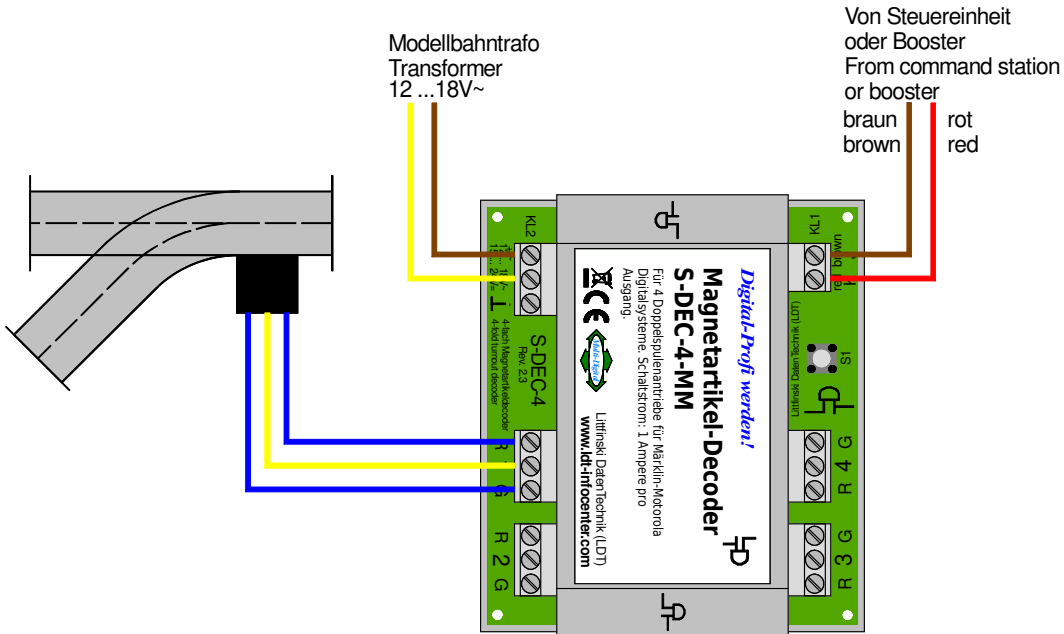 Modellbahntrafo
Transformer
12 ...18V~
Von Steuereinheit
oder Booster
From command station
or booster
braun
brown
rot
red
KL2
S-DEC-4
Rev. 2.3
4-fach Magnetartikeldecoder
4-fold turnout decoder
R
G
R 2 G
Digital-Profi werden!
Magnetartikel-Decoder
S-DEC-4-MM
Für 4 Doppelspulenantriebe für Märklin-Motorola
Digitalsysteme. Schaltstrom: 1 Ampere pro
Ausgang.
CE
Multi-Digital
Littfinski DatenTechnik (LDT)
www.ldt-infocenter.com
KL1
red brown
S1
Littfinski DatenTechnik (LDT)
R 4 G
R 3 G